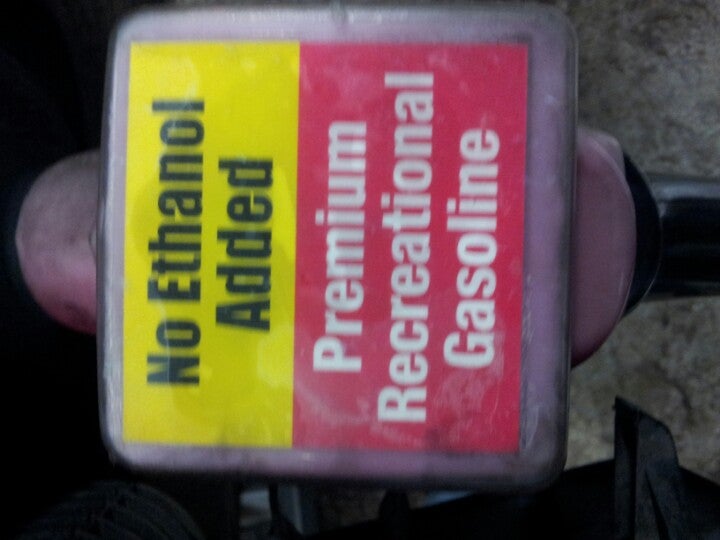 No Ethanol
Added
Premium
Recreational
Gasoline